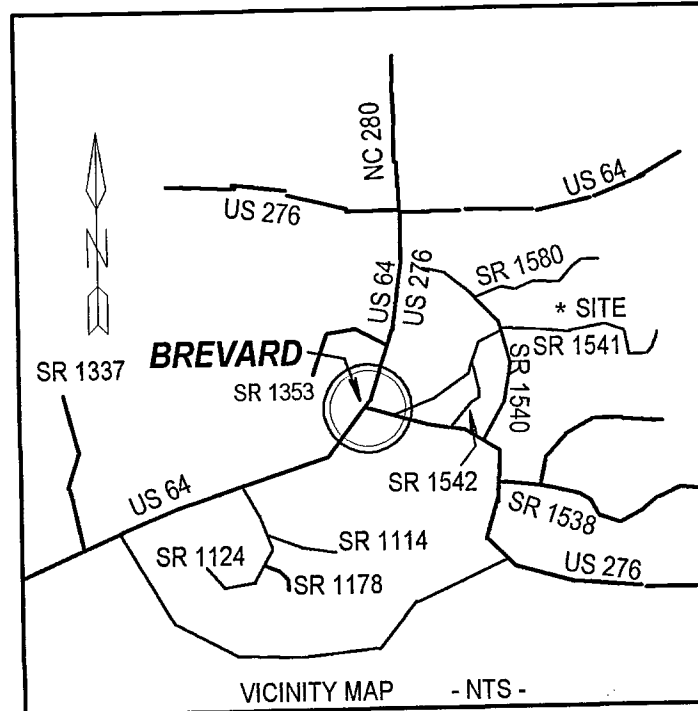 NC 280
US 64
US 276
N
US 64
US 276
SR 1580
* SITE
SR 1541
BREVARD
SR 1337
SR 1353
SR 1540
SR 1542
US 64
SR 1538
SR 1114
SR 1124
SR 1178
US 276
VICINITY MAP - NTS -